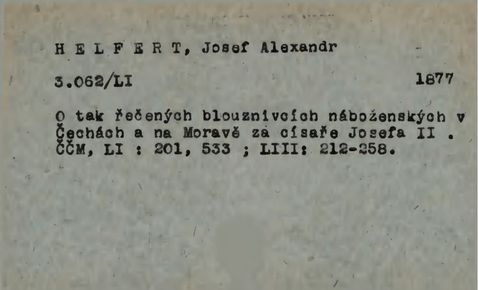 H E L F E R T, Josef Alexandr
3.062/LI 1877
O tak řečených blouznivcích náboženských v
Čechách a na Moravě za císaře Josefa II .
ČČM, LI : 201, 533 ; LIII: 212-258.